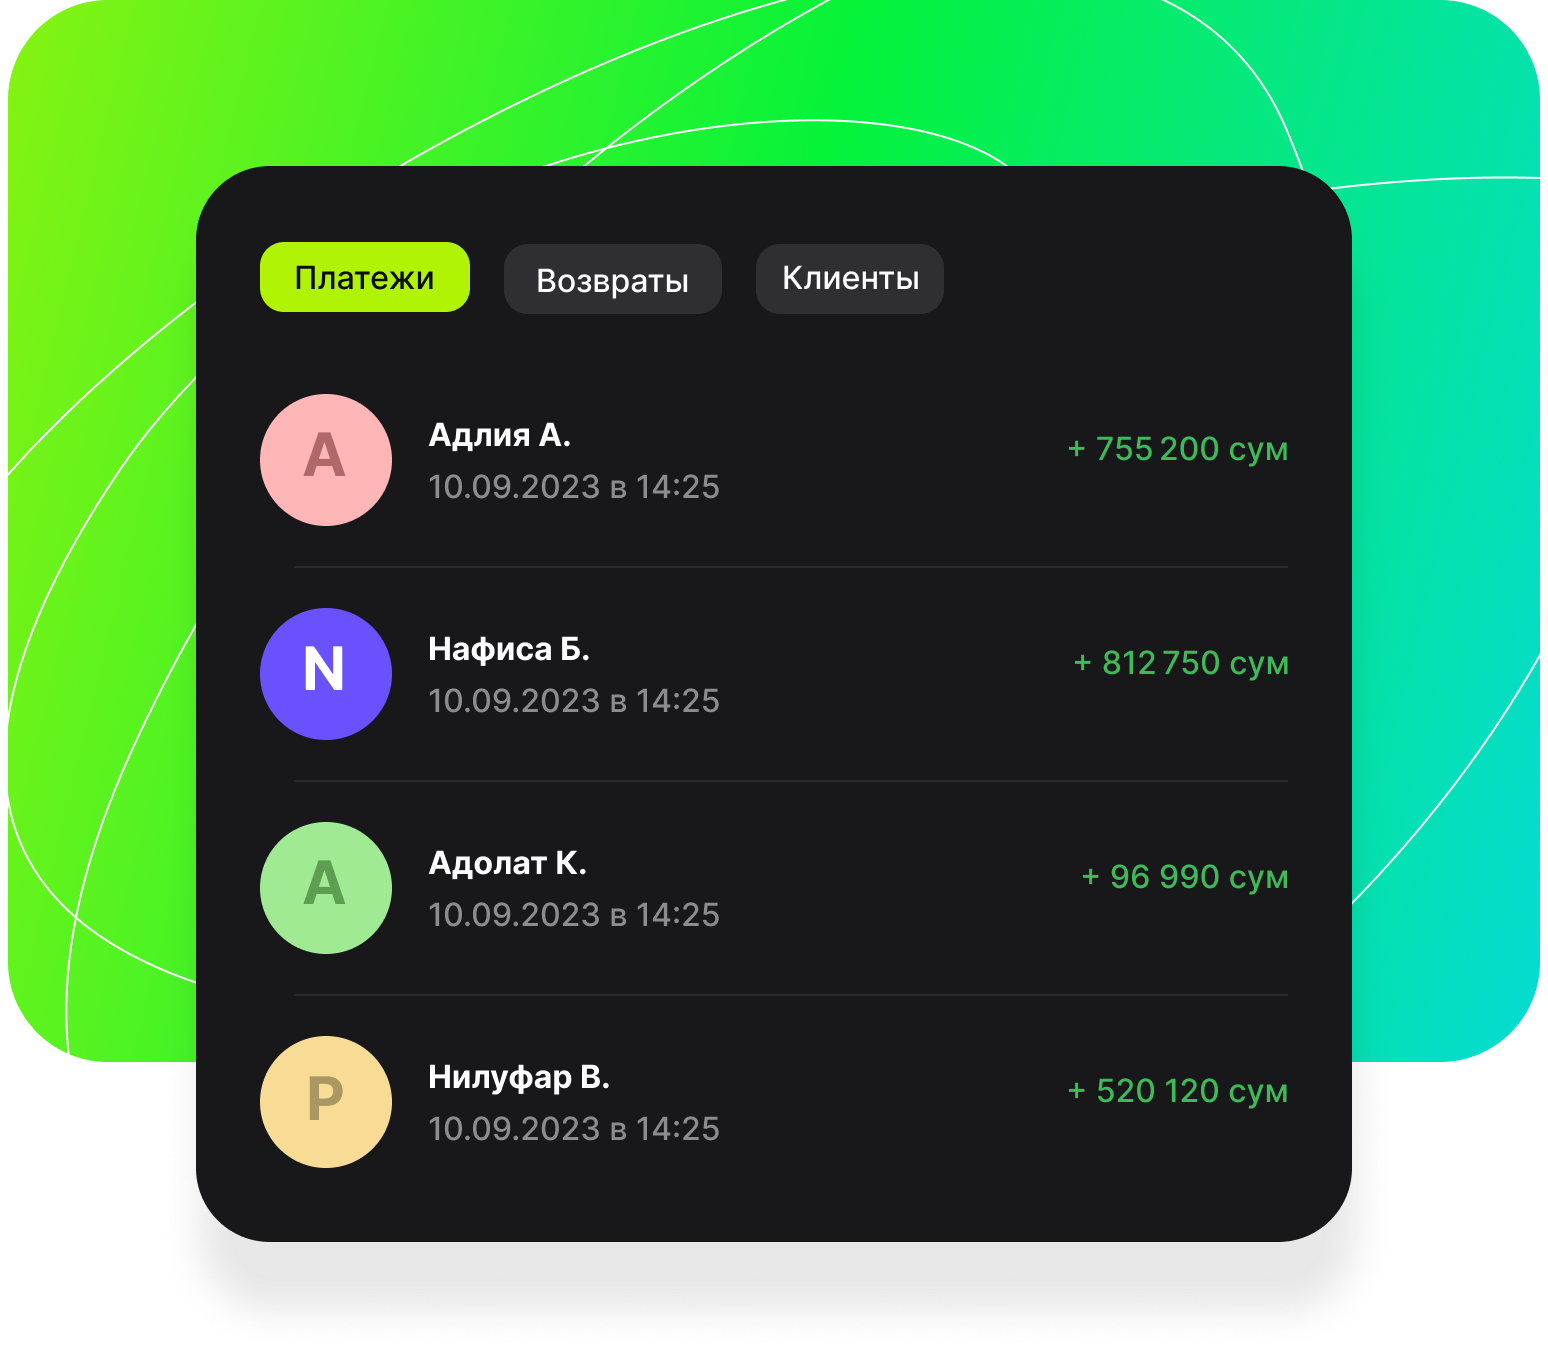 Платежи Возвраты Клиенты
A
Адлия А.
+ 755 200 сум
10.09.2023 в 14:25
N
Нафиса Б.
+ 812 750 сум
10.09.2023 в 14:25
A
Адолат К.
+ 96 990 сум
10.09.2023 в 14:25
P
Нилуфар В.
+ 520 120 сум
10.09.2023 в 14:25